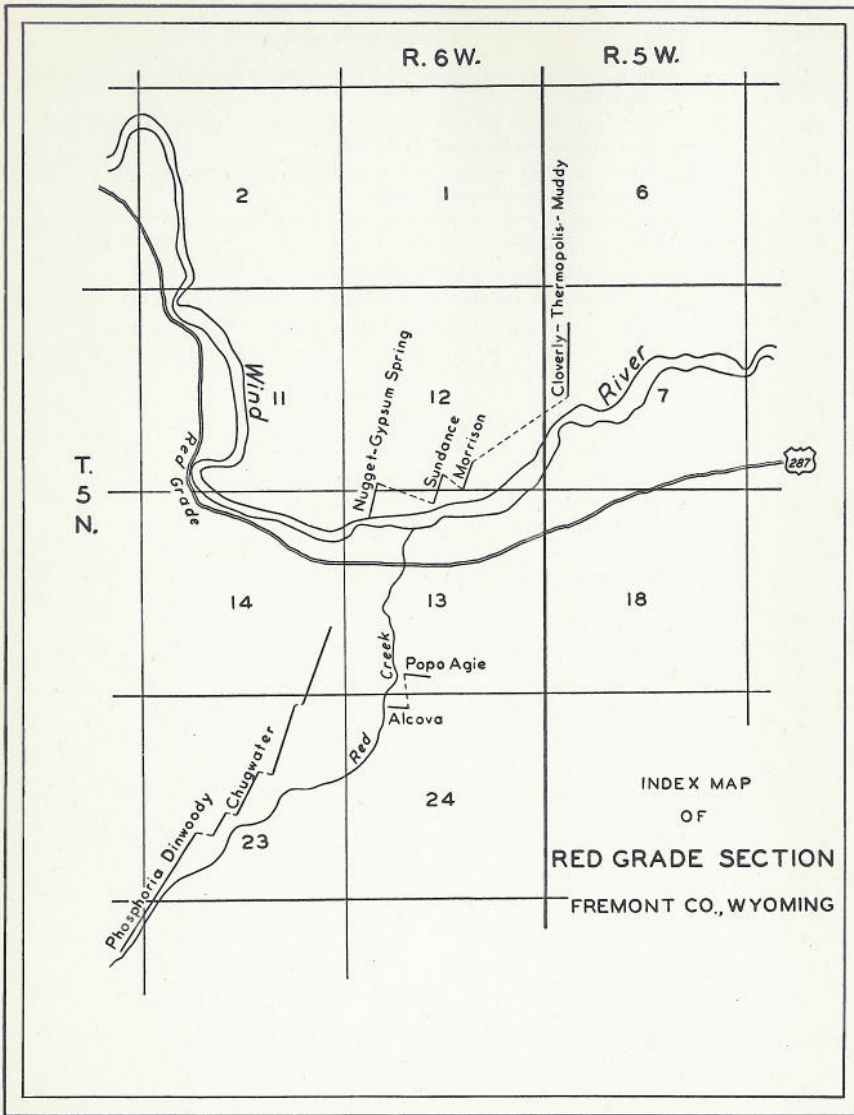 R. 6 W.
R. 5 W.
2
1
6
Cloverly - Thermopolis - Muddy
Wind
11
Nugget-Gypsum Spring
12
Sundance
Morrison
River
7
287
T.
5
N.
Red Grade
14
13
18
Creek
Popo Agie
Alcova
Red
24
Chugwater
23
Phosphoria Dinwoody
INDEX MAP
OF
RED GRADE SECTION
FREMONT CO., WYOMING